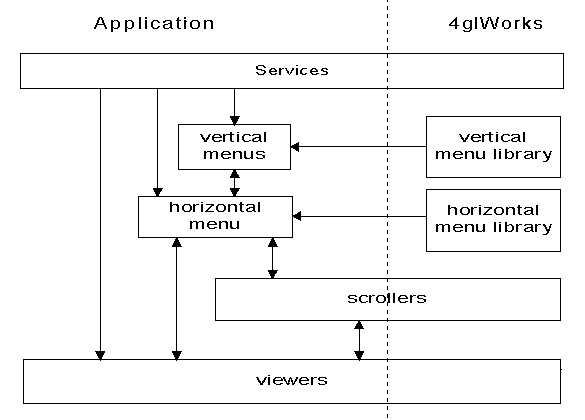 Application
4glWorks
Services
vertical
menus
vertical
menu library
horizontal
menu
horizontal
menu library
scrollers
viewers